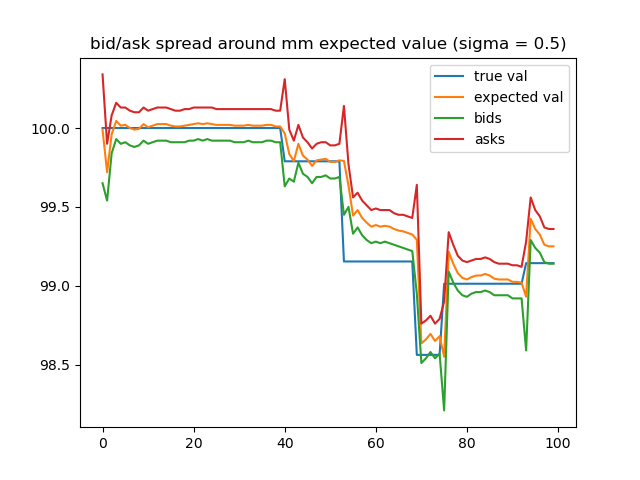 bid/ask spread around mm expected value (sigma = 0.5)
true val
expected val
bids
asks
100.0
99.5
99.0
98.5
0 20 40 60 80 100